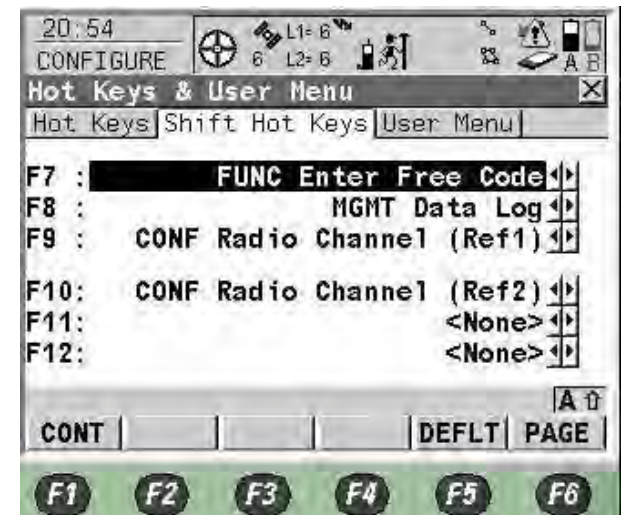 20:54
CONFIGURE
6
L1= 6
L2= 6
A B
Hot Keys & User Menu
Hot Keys Shift Hot Keys User Menu
F7 : FUNC Enter Free Code
F8 : MGMT Data Log
F9 : CONF Radio Channel (Ref1)
F10: CONF Radio Channel (Ref2)
F11: <None>
F12: <None>
A
CONT DEFLT PAGE
F1 F2 F3 F4 F5 F6